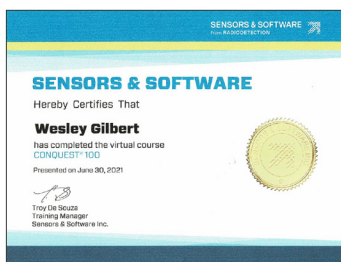 SENSORS & SOFTWARE
from RADIODETECTION
SENSORS & SOFTWARE
Hereby Certifies That
Wesley Gilbert
has completed the virtual course
CONQUEST® 100
Presented on June 30, 2021
Troy De Souza
Training Manager
Sensors & Software Inc.